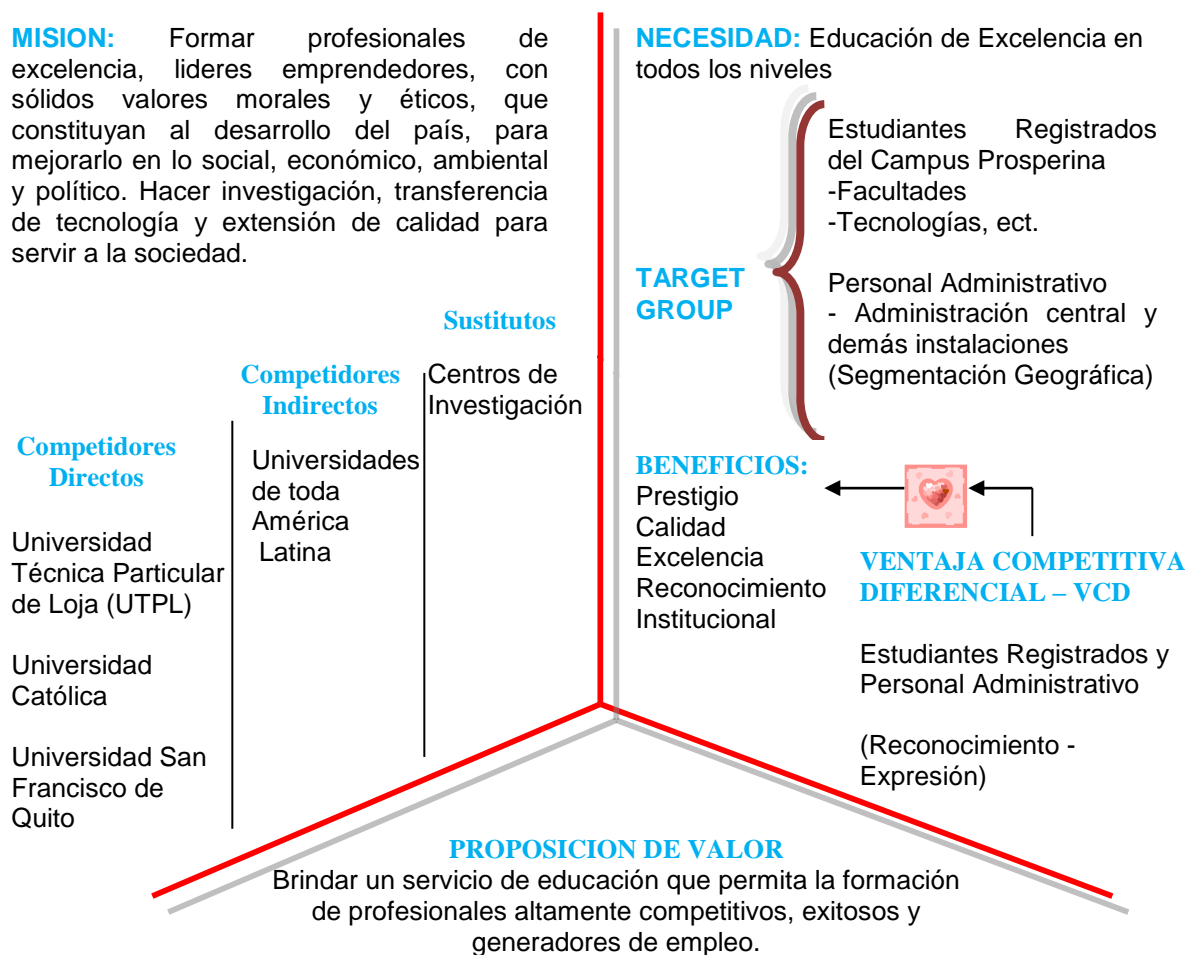 MISION: Formar profesionales de
excelencia, lideres emprendedores, con
sólidos valores morales y éticos, que
constituyan al desarrollo del país, para
mejorarlo en lo social, económico, ambiental
y político. Hacer investigación, transferencia
de tecnología y extensión de calidad para
servir a la sociedad.
Sustitutos
Centros de
Investigación
Competidores
Indirectos
Universidades
de toda
América
Latina
Competidores
Directos
Universidad
Técnica Particular
de Loja (UTPL)
Universidad
Católica
Universidad San
Francisco de
Quito
NECESIDAD: Educación de Excelencia en
todos los niveles
TARGET
GROUP
Estudiantes Registrados
del Campus Prosperina
-Facultades
-Tecnologías, ect.
Personal Administrativo
- Administración central y
demás instalaciones
(Segmentación Geográfica)
BENEFICIOS:
Prestigio
Calidad
Excelencia
Reconocimiento
Institucional
VENTAJA COMPETITIVA
DIFERENCIAL – VCD
Estudiantes Registrados y
Personal Administrativo
(Reconocimiento -
Expresión)
PROPOSICION DE VALOR
Brindar un servicio de educación que permita la formación
de profesionales altamente competitivos, exitosos y
generadores de empleo.